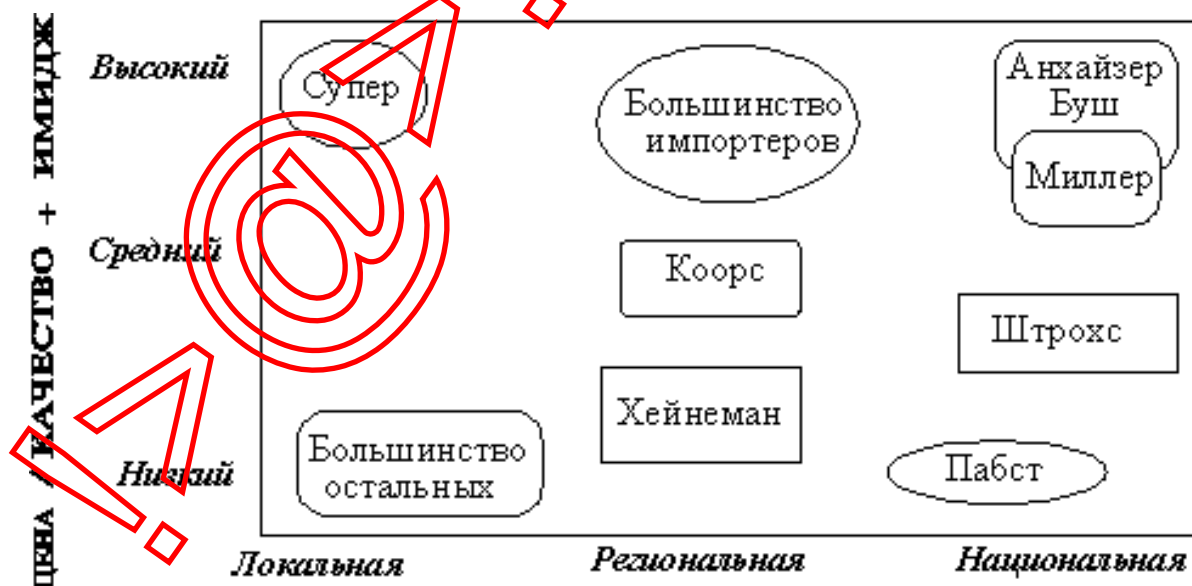 ЦЕНА / КАЧЕСТВО + ИМИДЖ
Высокий
Супер
Большинство
импортеров
Анхайзер
Буш
Миллер
Средний
Коорс
Штрохс
Хейнеман
Низкий
Большинство
остальных
Пабст
Локальная
Региональная
Национальная
!^@^!